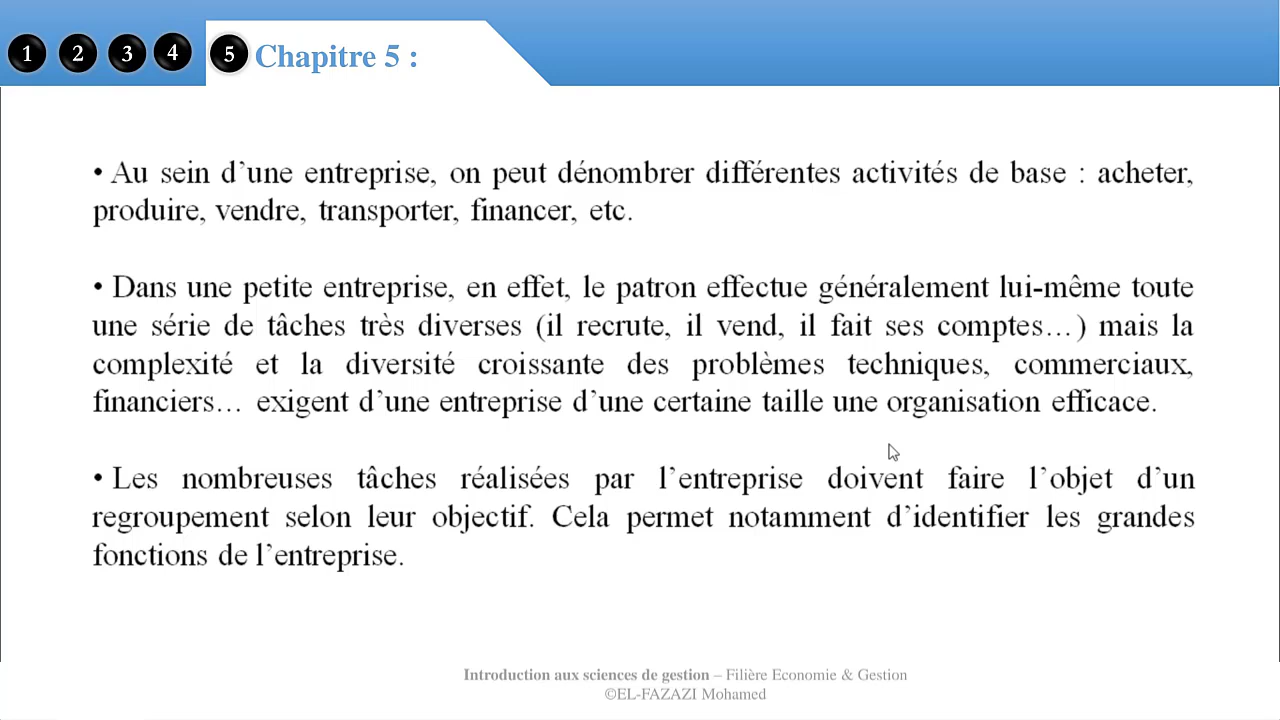 1 2 3 4 5 Chapitre 5 :
• Au sein d’une entreprise, on peut dénombrer différentes activités de base : acheter,
produire, vendre, transporter, financer, etc.
• Dans une petite entreprise, en effet, le patron effectue généralement lui-même toute
une série de tâches très diverses (il recrute, il vend, il fait ses comptes…) mais la
complexité et la diversité croissante des problèmes techniques, commerciaux,
financiers… exigent d’une entreprise d’une certaine taille une organisation efficace.
• Les nombreuses tâches réalisées par l’entreprise doivent faire l’objet d’un
regroupement selon leur objectif. Cela permet notamment d’identifier les grandes
fonctions de l’entreprise.
Introduction aux sciences de gestion – Filière Economie & Gestion
©EL-FAZAZI Mohamed